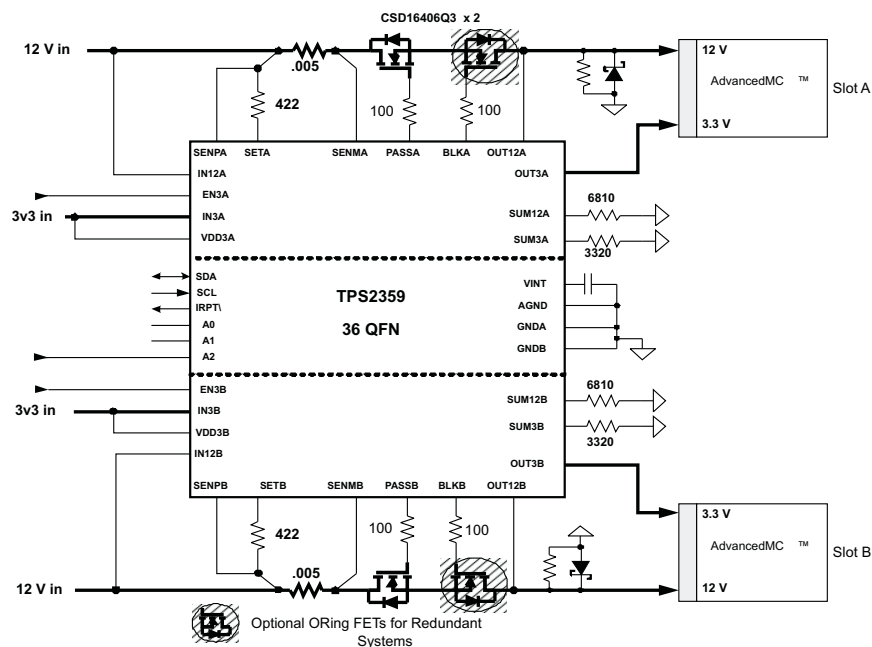 CSD16406Q3 x 2
12 V in
.005
422
100
100
12 V
AdvancedMC ™
Slot A
3.3 V
SENPA
SETA
SENMA
PASSA
BLKA
OUT12A
IN12A
OUT3A
EN3A
3v3 in
IN3A
SUM12A
6810
VDD3A
SUM3A
3320
SDA
SCL
IRPT\
A0
A1
A2
TPS2359
36 QFN
VINT
AGND
GNDA
GNDB
EN3B
3v3 in
IN3B
SUM12B
6810
VDD3B
SUM3B
3320
IN12B
OUT3B
SENPB
SETB
SENMB
PASSB
BLKB
OUT12B
3.3 V
AdvancedMC ™
Slot B
12 V
422
100
100
.005
12 V in
Optional ORing FETs for Redundant
Systems